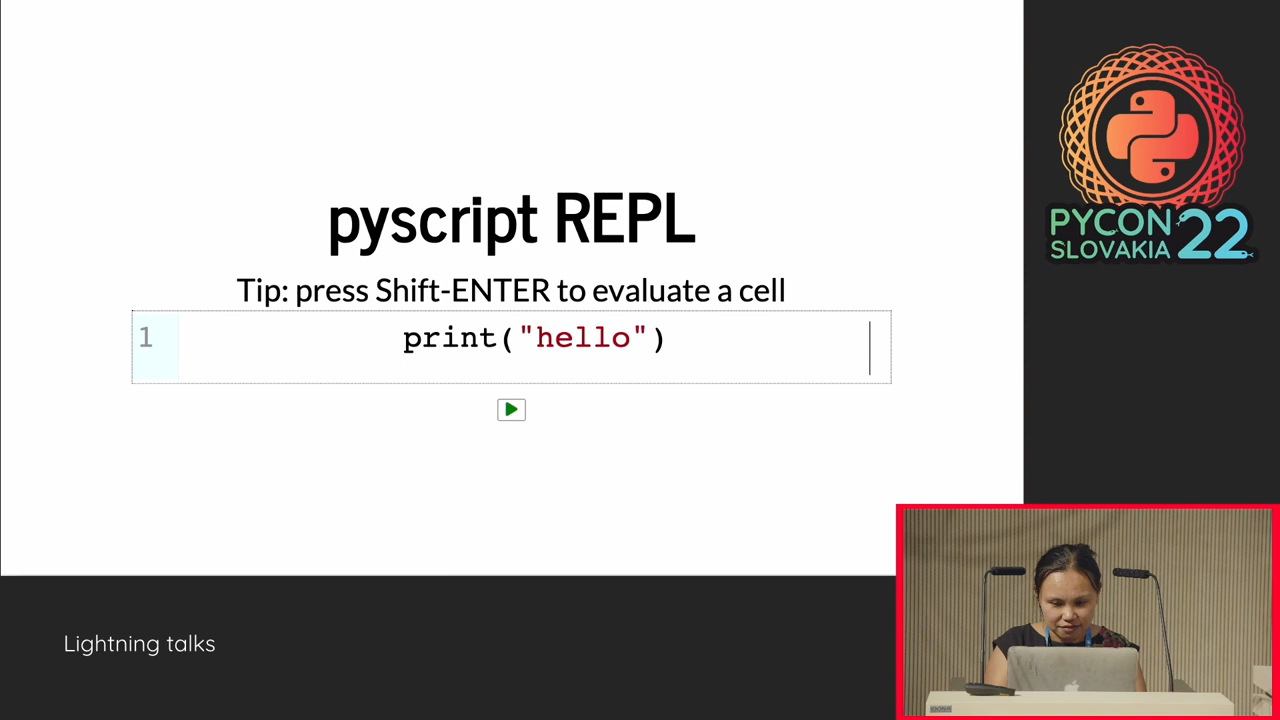 pyscript REPL
Tip: press Shift-ENTER to evaluate a cell
1 print("hello")
PYCON
SLOVAKIA 22
Lightning talks